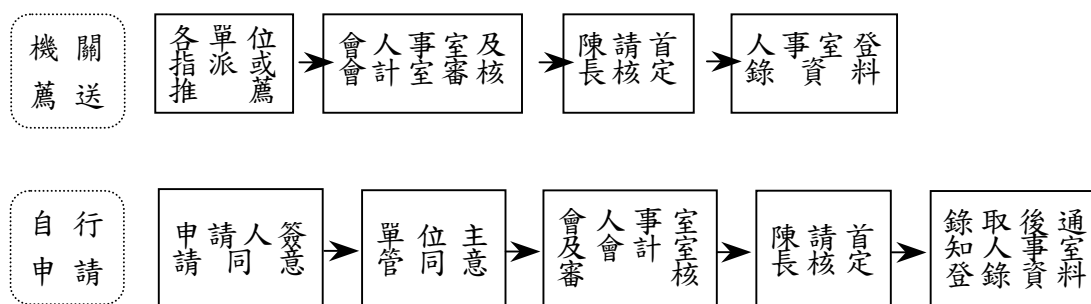 機關
薦送
各單位
指派或
推薦
會人事室及
會計室審核
陳請首
長核定
人事室登
錄資料
自行
申請
申請人簽
請同意
單位主
管同意
會人事室
及會計室
審核
陳請首
長核定
錄取後通
知人事室
登錄資料